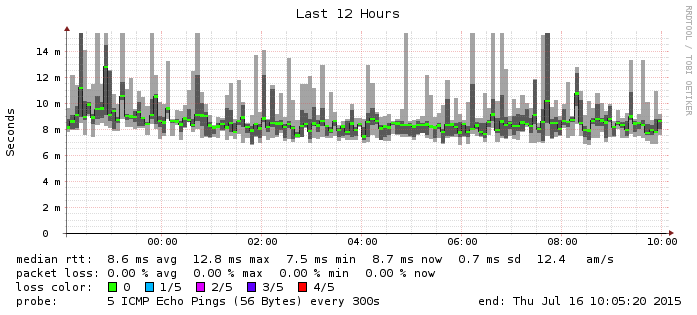 Last 12 Hours
RRDTOOL / TOBI OETIKER
Seconds
14 m
12 m
10 m
8 m
6 m
4 m
2 m
0
00:00 02:00 04:00 06:00 08:00 10:00
median rtt: 8.6 ms avg 12.8 ms max 7.5 ms min 8.7 ms now 0.7 ms sd 12.4 am/s
packet loss: 0.00 % avg 0.00 % max 0.00 % min 0.00 % now
loss color: 0 1/5 2/5 3/5 4/5
probe: 5 ICMP Echo Pings (56 Bytes) every 300s end: Thu Jul 16 10:05:20 2015